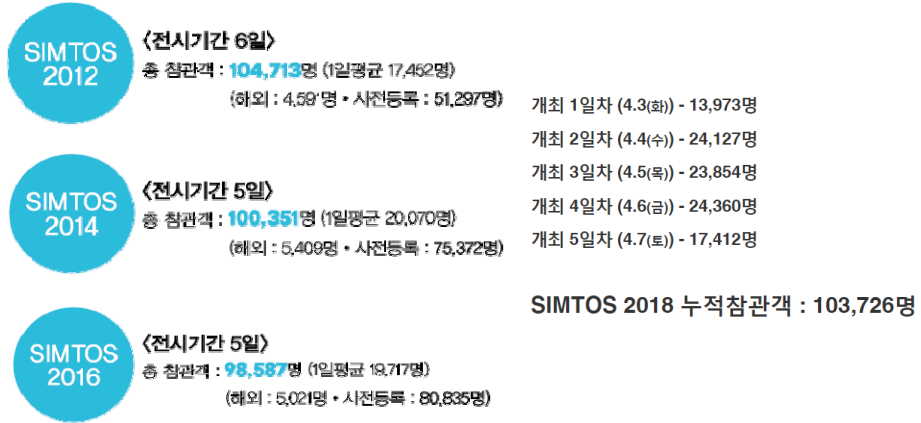 SIMTOS
2012
〈전시기간 6일〉
총 참관객 : 104,713명 (1일평균 17,452명)
(해외 : 4,591명 • 사전등록 : 51,297명)
SIMTOS
2014
〈전시기간 5일〉
총 참관객 : 100,351명 (1일평균 20,070명)
(해외 : 5,409명 • 사전등록 : 75,372명)
SIMTOS
2016
〈전시기간 5일〉
총 참관객 : 98,587명 (1일평균 19,717명)
(해외 : 5,021명 • 사전등록 : 80,835명)
개최 1일차 (4.3(화)) - 13,973명
개최 2일차 (4.4(수)) - 24,127명
개최 3일차 (4.5(목)) - 23,854명
개최 4일차 (4.6(금)) - 24,360명
개최 5일차 (4.7(토)) - 17,412명
SIMTOS 2018 누적참관객 : 103,726명